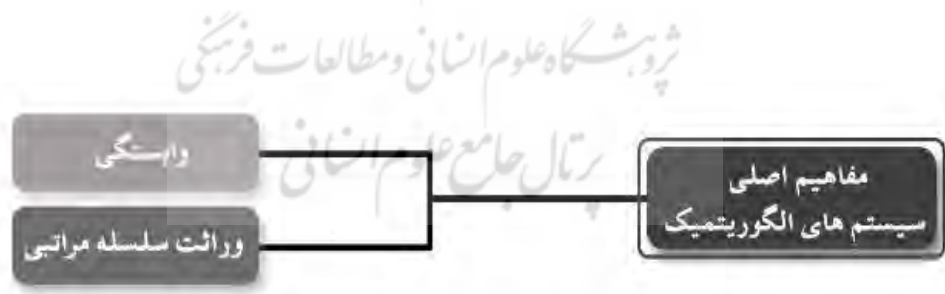 پژوهشگاه علوم انسانی و مطالعات فرهنگی
پرتال جامع علوم انسانی
مفاهیم اصلی
سیستم های الگوریتمیک
وابستگی
وراثت سلسله مراتبی